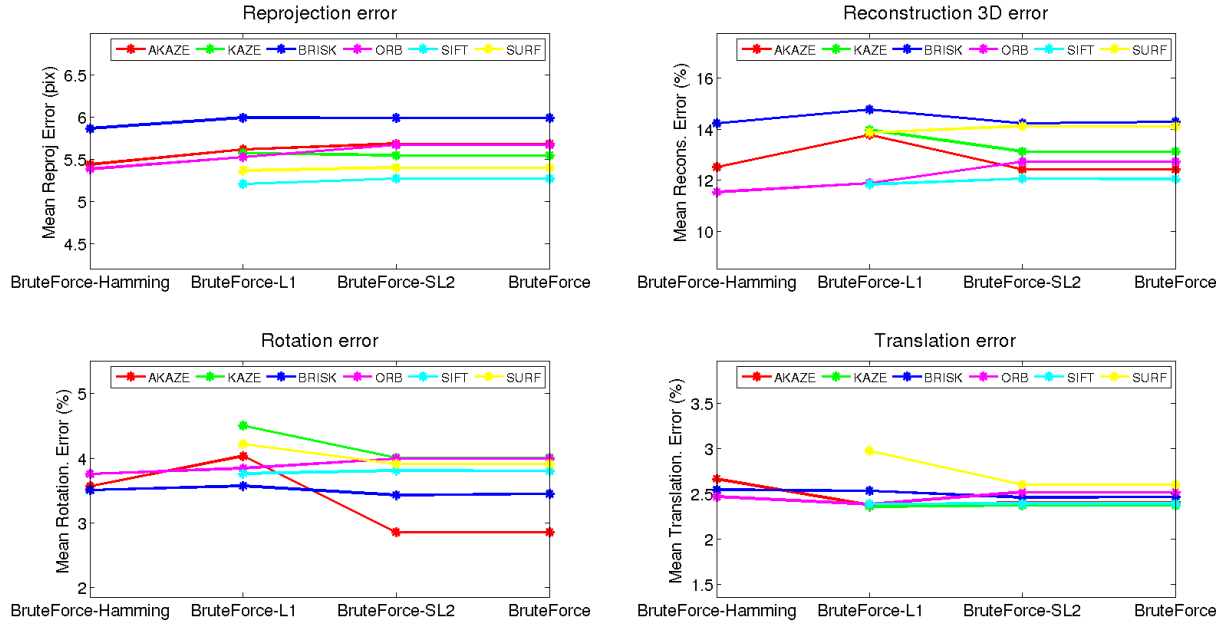 Reprojection error
AKAZE KAZE BRISK ORB SIFT SURF
Mean Reproj Error (pix)
6.5
6
5.5
5
4.5
BruteForce-Hamming BruteForce-L1 BruteForce-SL2 BruteForce
Reconstruction 3D error
AKAZE KAZE BRISK ORB SIFT SURF
Mean Recons. Error (%)
16
14
12
10
BruteForce-Hamming BruteForce-L1 BruteForce-SL2 BruteForce
Rotation error
AKAZE KAZE BRISK ORB SIFT SURF
Mean Rotation. Error (%)
5
4
3
2
BruteForce-Hamming BruteForce-L1 BruteForce-SL2 BruteForce
Translation error
AKAZE KAZE BRISK ORB SIFT SURF
Mean Translation. Error (%)
3.5
3
2.5
2
1.5
BruteForce-Hamming BruteForce-L1 BruteForce-SL2 BruteForce